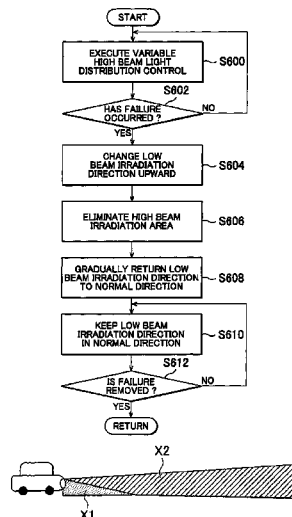 START
EXECUTE VARIABLE
HIGH BEAM LIGHT
DISTRIBUTION CONTROL
S600
S602
HAS FAILURE
OCCURRED ?
NO
YES
CHANGE LOW
BEAM IRRADIATION
DIRECTION UPWARD
S604
ELIMINATE HIGH BEAM
IRRADIATION AREA
S606
GRADUALLY RETURN LOW
BEAM IRRADIATION DIRECTION
TO NORMAL DIRECTION
S608
KEEP LOW BEAM
IRRADIATION DIRECTION
IN NORMAL DIRECTION
S610
S612
IS FAILURE
REMOVED ?
NO
YES
RETURN
X2
X1